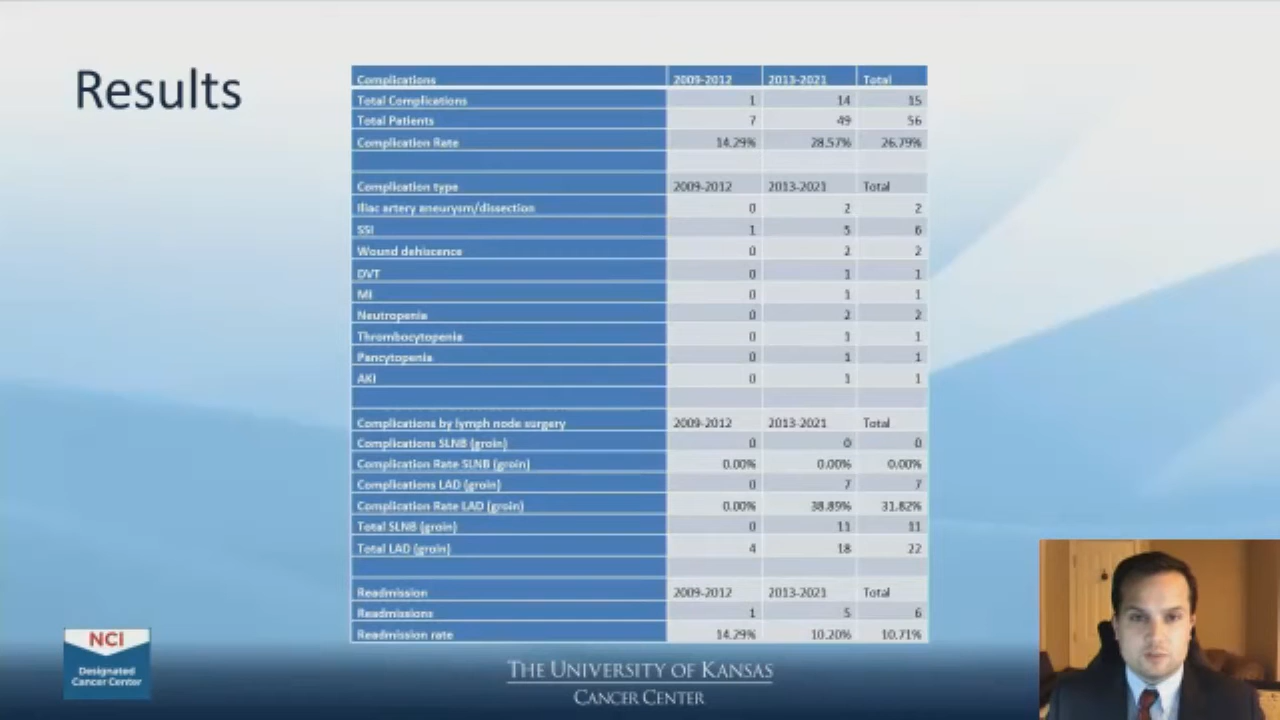 Results
Complications 2009-2012 2013-2021 Total
Total Complications 1 14 15
Total Patients 7 49 56
Complication Rate 14.29% 28.57% 26.79%
Complication type 2009-2012 2013-2021 Total
Iliac artery aneurysm/dissection 0 2 2
SSI 1 5 6
Wound dehiscence 0 2 2
DVT 0 1 1
MI 0 1 1
Neutropenia 0 2 2
Thrombocytopenia 0 1 1
Pancytopenia 0 1 1
AKI 0 1 1
Complications by lymph node surgery 2009-2012 2013-2021 Total
Complications SLNB (groin) 0 0 0
Complication Rate SLNB (groin) 0.00% 0.00% 0.00%
Complications LAD (groin) 0 7 7
Complication Rate LAD (groin) 0.00% 38.89% 31.82%
Total SLNB (groin) 0 11 11
Total LAD (groin) 4 18 22
Readmission 2009-2012 2013-2021 Total
Readmissions 1 5 6
Readmission rate 14.29% 10.20% 10.71%
NCI
Designated
Cancer Center
THE UNIVERSITY OF KANSAS
CANCER CENTER